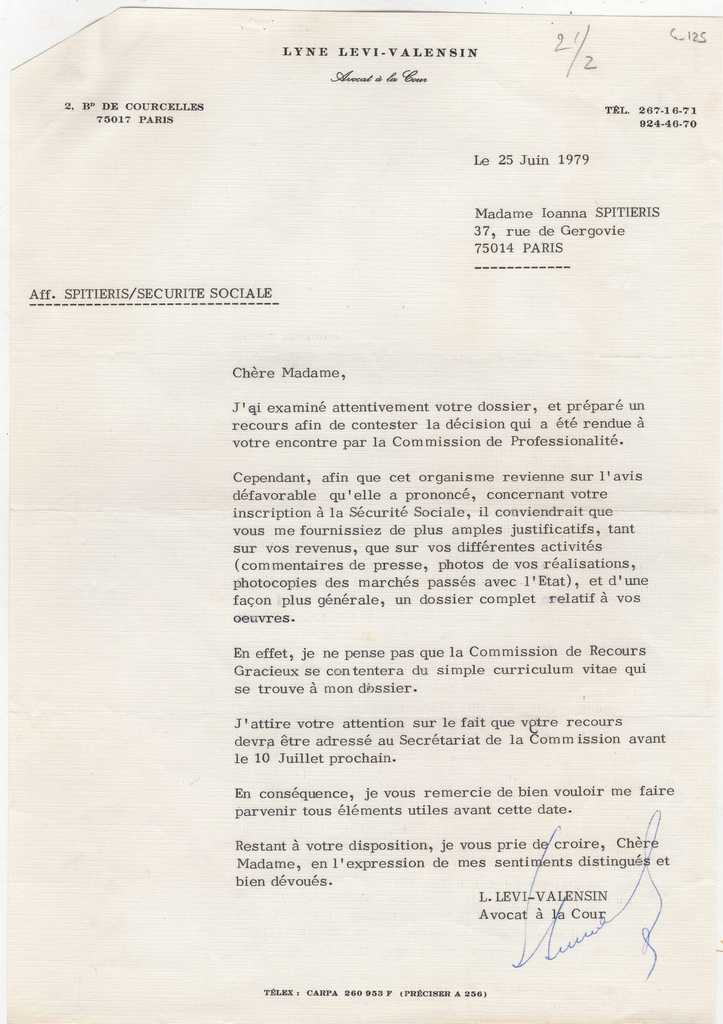 LYNE LEVI-VALENSIN
Avocat à la Cour
2 1/2
C_125
2, Bᴰ DE COURCELLES
75017 PARIS
TÉL. 267-16-71
924-46-70
Le 25 Juin 1979
Madame Ioanna SPITIERIS
37, rue de Gergovie
75014 PARIS
Aff. SPITIERIS/SECURITE SOCIALE
Chère Madame,
J'ai examiné attentivement votre dossier, et préparé un
recours afin de contester la décision qui a été rendue à
votre encontre par la Commission de Professionalité.
Cependant, afin que cet organisme revienne sur l'avis
défavorable qu'elle a prononcé, concernant votre
inscription à la Sécurité Sociale, il conviendrait que
vous me fournissiez de plus amples justificatifs, tant
sur vos revenus, que sur vos différentes activités
(commentaires de presse, photos de vos réalisations,
photocopies des marchés passés avec l'Etat), et d'une
façon plus générale, un dossier complet relatif à vos
oeuvres.
En effet, je ne pense pas que la Commission de Recours
Gracieux se contentera du simple curriculum vitae qui
se trouve à mon dossier.
J'attire votre attention sur le fait que votre recours
devra être adressé au Secrétariat de la Commission avant
le 10 Juillet prochain.
En conséquence, je vous remercie de bien vouloir me faire
parvenir tous éléments utiles avant cette date.
Restant à votre disposition, je vous prie de croire, Chère
Madame, en l'expression de mes sentiments distingués et
bien dévoués.
L. LEVI-VALENSIN
Avocat à la Cour
TÉLEX : CARPA 260 953 F (PRÉCISER A 256)